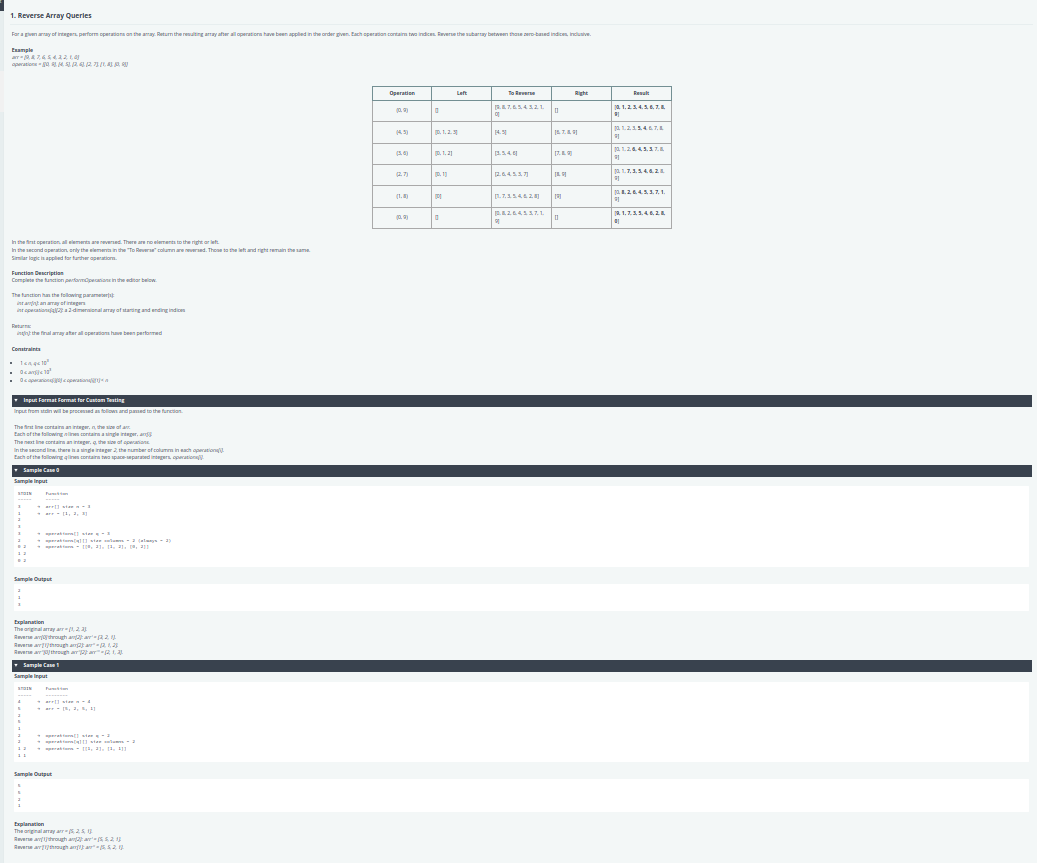 1. Reverse Array Queries
For a given array of integers, perform operations on the array. Return the resulting array after all operations have been applied in the order given. Each operation contains two indices. Reverse the subarray between those zero-based indices, inclusive.
Example
arr = [9, 8, 7, 6, 5, 4, 3, 2, 1, 0]
operations = [[0, 9], [4, 5], [3, 6], [2, 7], [1, 8], [0, 9]]
Operation Left To Reverse Right Result
(0, 9) [] [9, 8, 7, 6, 5, 4, 3, 2, 1, 0] [] [0, 1, 2, 3, 4, 5, 6, 7, 8, 9]
(4, 5) [0, 1, 2, 3] [4, 5] [6, 7, 8, 9] [0, 1, 2, 3, 5, 4, 6, 7, 8, 9]
(3, 6) [0, 1, 2] [3, 5, 4, 6] [7, 8, 9] [0, 1, 2, 6, 4, 5, 3, 7, 8, 9]
(2, 7) [0, 1] [2, 6, 4, 5, 3, 7] [8, 9] [0, 1, 7, 3, 5, 4, 6, 2, 8, 9]
(1, 8) [0] [1, 7, 3, 5, 4, 6, 2, 8] [9] [0, 8, 2, 6, 4, 5, 3, 7, 1, 9]
(0, 9) [] [0, 8, 2, 6, 4, 5, 3, 7, 1, 9] [] [9, 1, 7, 3, 5, 4, 6, 2, 8, 0]
In the first operation, all elements are reversed. There are no elements to the right or left.
In the second operation, only the elements in the "To Reverse" column are reversed. Those to the left and right remain the same.
Similar logic is applied for further operations.
Function Description
Complete the function performOperations in the editor below.
The function has the following parameter(s):
int arr[n]: an array of integers
int operations[q][2]: a 2-dimensional array of starting and ending indices
Returns:
int[n]: the final array after all operations have been performed
Constraints
1 ≤ n, q ≤
0 ≤ arr[i] ≤
0 ≤ operations[i][0] ≤ operations[i][1] < n
Input Format Format for Custom Testing
Input from stdin will be processed as follows and passed to the function.
The first line contains an integer, n, the size of arr.
Each of the following n lines contains a single integer, arr[i].
The next line contains an integer, q, the size of operations.
In the second line, there is a single integer 2, the number of columns in each operations[i].
Each of the following q lines contains two space-separated integers, operations[i].
Sample Case 0
Sample Input
STDIN Function
----- -----
3 → arr[] size n = 3
1 → arr = [1, 2, 3]
2
3
3 → operations[] size q = 3
2 → operations[q][] size columns = 2 (always = 2)
0 2 → operations = [[0, 2], [1, 2], [0, 2]]
1 2
0 2
Sample Output
2
1
3
Explanation
The original array arr = [1, 2, 3].
Reverse arr[0] through arr[2]: arr' = [3, 2, 1].
Reverse arr'[1] through arr[2]: arr'' = [3, 1, 2].
Reverse arr''[0] through arr''[2]: arr''' = [2, 1, 3].
Sample Case 1
Sample Input
STDIN Function
----- --------
4 → arr[] size n = 4
5 → arr = [5, 2, 5, 1]
2
5
1
2 → operations[] size q = 2
2 → operations[q][] size columns = 2
1 2 → operations = [[1, 2], [1, 1]]
1 1
Sample Output
5
5
2
1
Explanation
The original array arr = [5, 2, 5, 1].
Reverse arr[1] through arr[2]: arr' = [5, 5, 2, 1].
Reverse arr'[1] through arr[1]: arr'' = [5, 5, 2, 1].